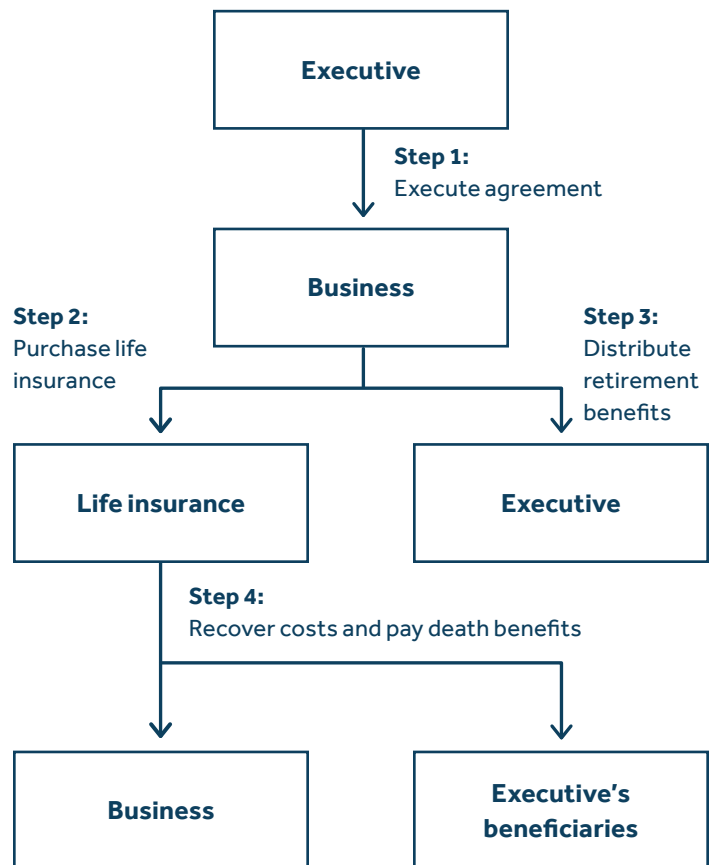 Executive
Step 1:
Execute agreement
Business
Step 2:
Purchase life
insurance
Step 3:
Distribute
retirement
benefits
Life insurance
Executive
Step 4:
Recover costs and pay death benefits
Business
Executive's
beneficiaries